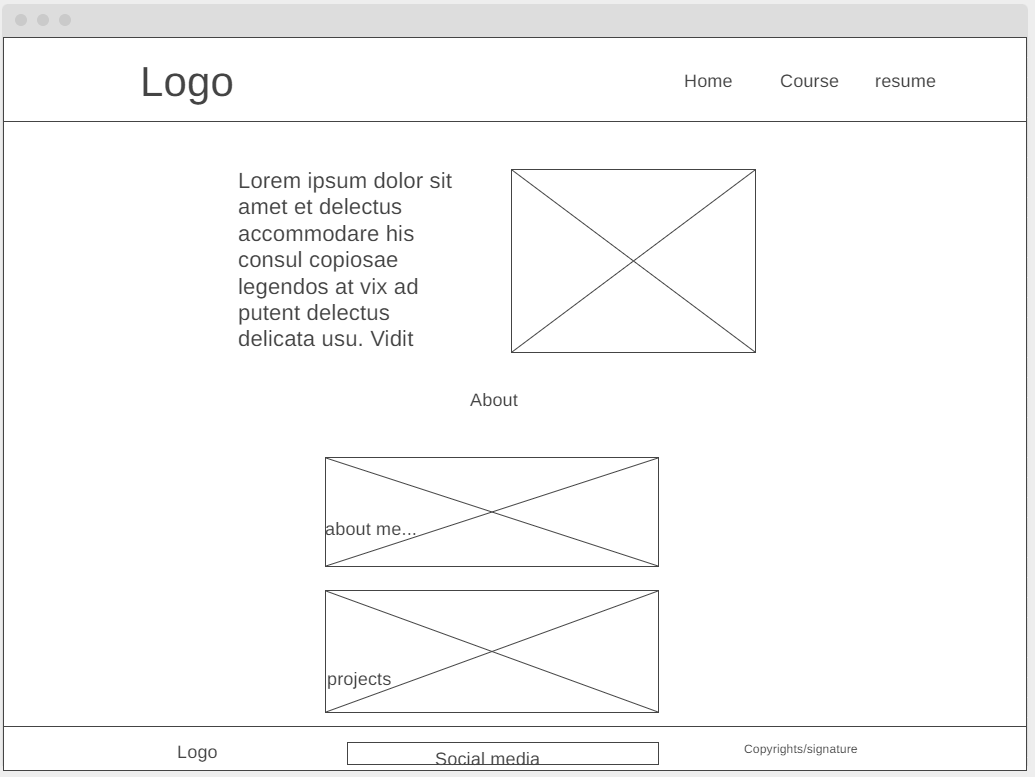 Logo
Home Course resume
Lorem ipsum dolor sit
amet et delectus
accommodare his
consul copiosae
legendos at vix ad
putent delectus
delicata usu. Vidit
About
about me...
projects
Logo
Social media
Copyrights/signature